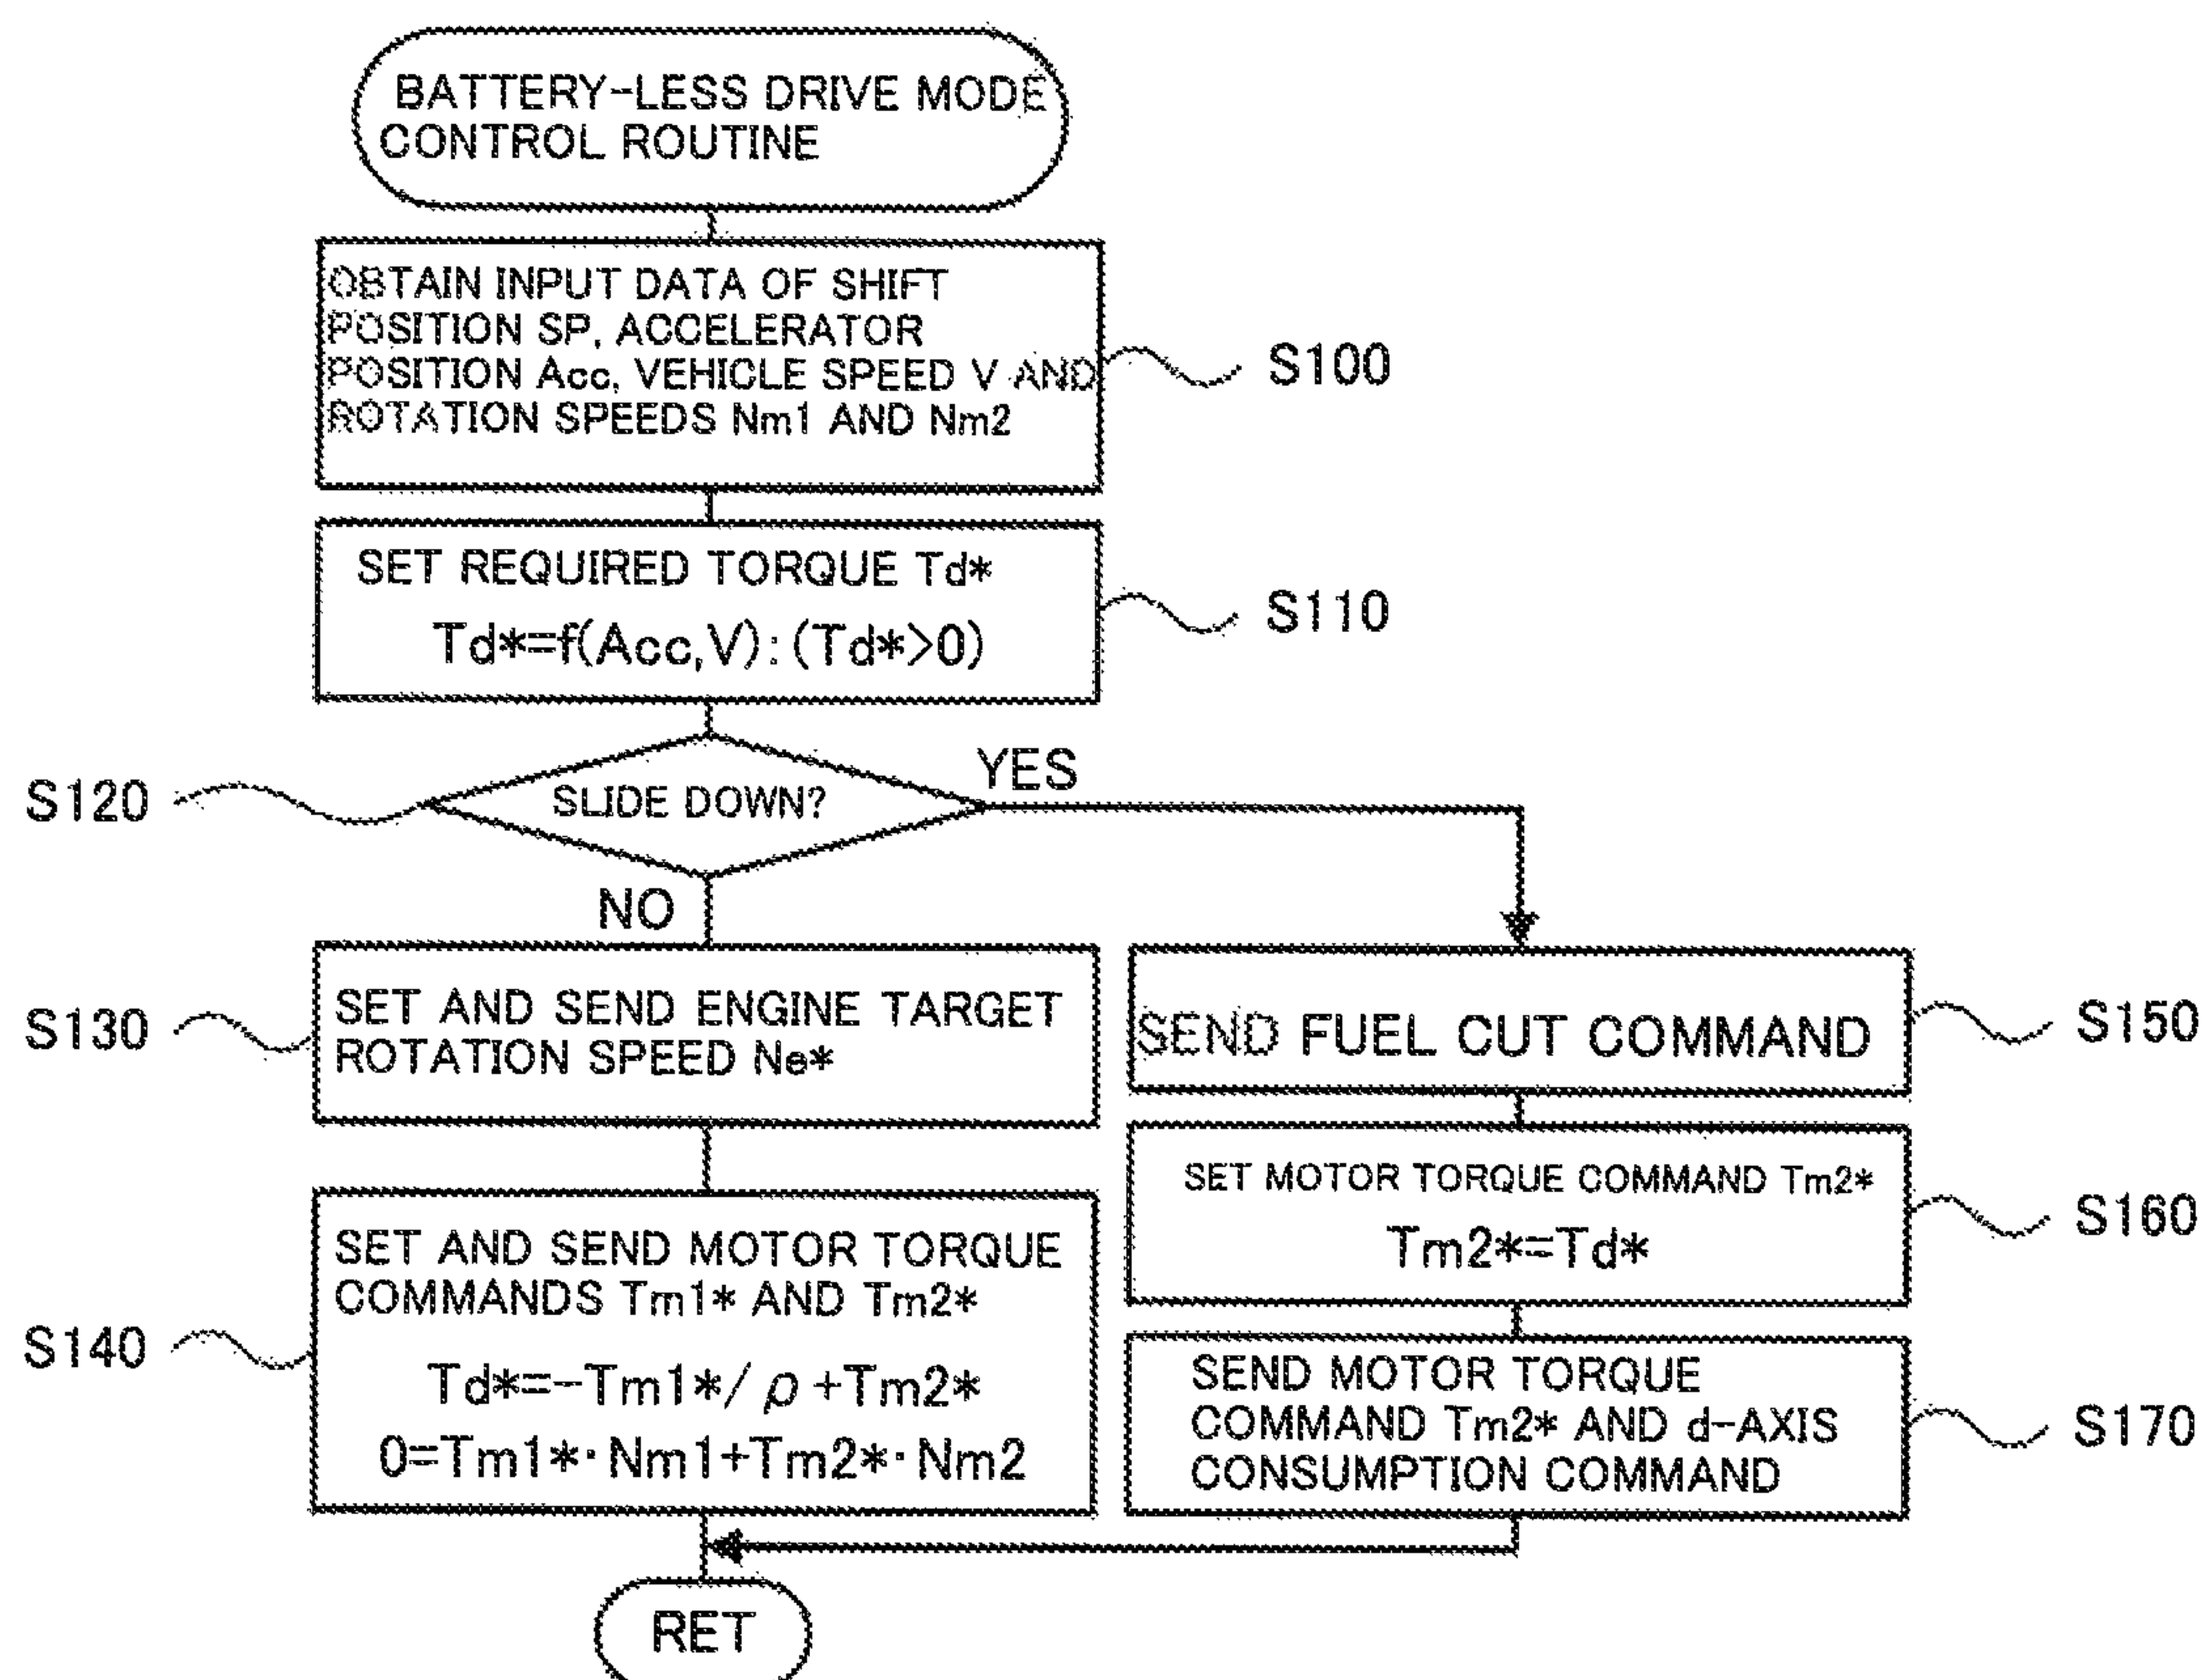 BATTERY-LESS DRIVE MODE
CONTROL ROUTINE
OBTAIN INPUT DATA OF SHIFT
POSITION SP, ACCELERATOR
POSITION Acc, VEHICLE SPEED V AND
ROTATION SPEEDS Nm1 AND Nm2
S100
SET REQUIRED TORQUE Td*
Td*=f(Acc,V):(Td*>0)
S110
S120
SLIDE DOWN?
YES
NO
S130
SET AND SEND ENGINE TARGET
ROTATION SPEED Ne*
SEND FUEL CUT COMMAND
S150
SET MOTOR TORQUE COMMAND Tm2*
Tm2*=Td*
S160
S140
SET AND SEND MOTOR TORQUE
COMMANDS Tm1* AND Tm2*
Td*=-Tm1*/ρ+Tm2*
0=Tm1*·Nm1+Tm2*·Nm2
SEND MOTOR TORQUE
COMMAND Tm2* AND d-AXIS
CONSUMPTION COMMAND
S170
RET